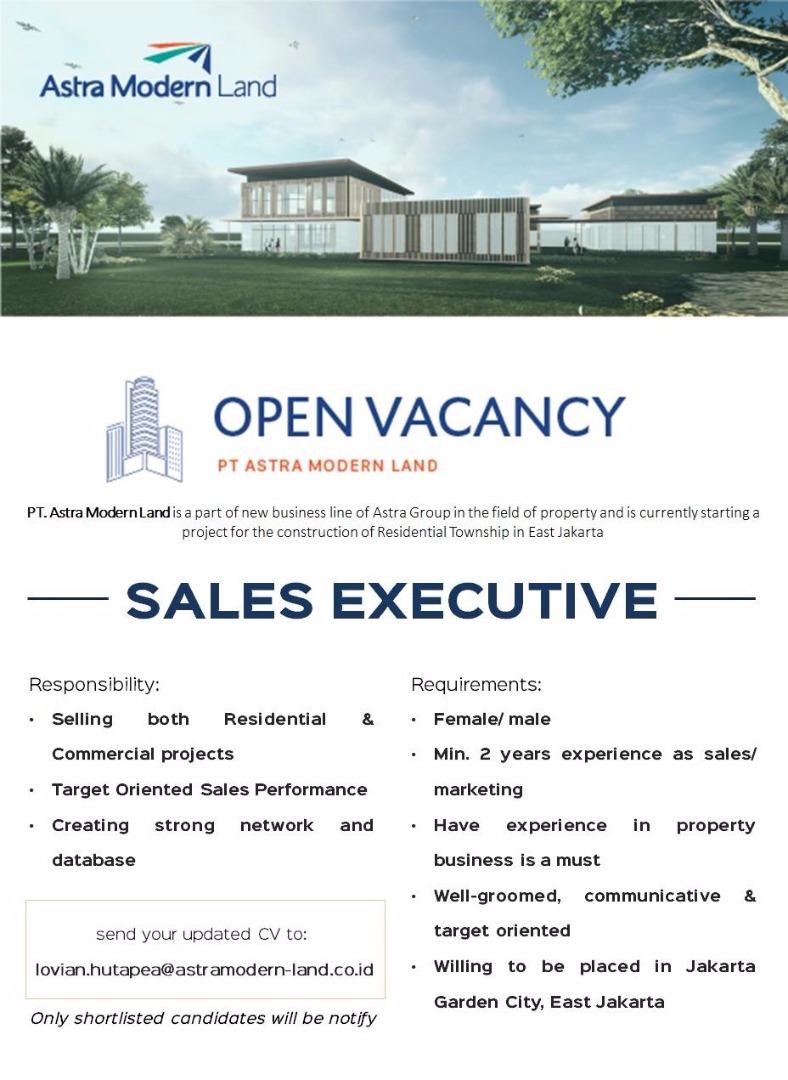 Astra Modern Land
OPEN VACANCY
PT ASTRA MODERN LAND
PT. Astra Modern Land is a part of new business line of Astra Group in the field of property and is currently starting a
project for the construction of Residential Township in East Jakarta
SALES EXECUTIVE
Responsibility:
• Selling both Residential &
Commercial projects
• Target Oriented Sales Performance
• Creating strong network and
database
send your updated CV to:
lovian.hutapea@astramodern-land.co.id
Only shortlisted candidates will be notify
Requirements:
• Female/ male
• Min. 2 years experience as sales/
marketing
• Have experience in property
business is a must
• Well-groomed, communicative &
target oriented
• Willing to be placed in Jakarta
Garden City, East Jakarta